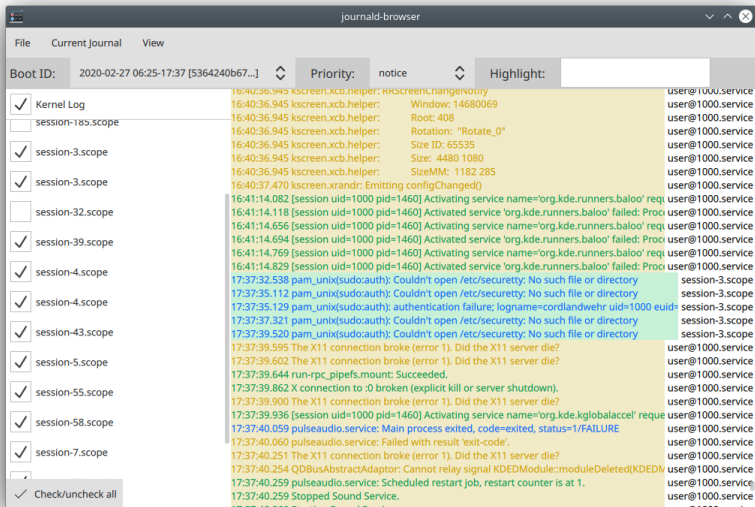 journald-browser
File Current Journal View
Boot ID: 2020-02-27 06:25-17:37 [5364240b67...] Priority: notice Highlight:
Kernel Log
session-185.scope
session-3.scope
session-3.scope
session-32.scope
session-39.scope
session-4.scope
session-4.scope
session-43.scope
session-5.scope
session-55.scope
session-58.scope
session-7.scope
Check/uncheck all
16:40:36.945 kscreen.xcb.helper: RRScreenChangeNotify user@1000.service
16:40:36.945 kscreen.xcb.helper: Window: 14680069 user@1000.service
16:40:36.945 kscreen.xcb.helper: Root: 408 user@1000.service
16:40:36.945 kscreen.xcb.helper: Rotation: "Rotate_0" user@1000.service
16:40:36.945 kscreen.xcb.helper: Size ID: 65535 user@1000.service
16:40:36.945 kscreen.xcb.helper: Size: 4480 1080 user@1000.service
16:40:36.945 kscreen.xcb.helper: SizeMM: 1182 285 user@1000.service
16:40:37.470 kscreen.xrandr: Emitting configChanged() user@1000.service
16:41:14.082 [session uid=1000 pid=1460] Activating service name='org.kde.runners.baloo' requ user@1000.service
16:41:14.118 [session uid=1000 pid=1460] Activated service 'org.kde.runners.baloo' failed: Proc user@1000.service
16:41:14.656 [session uid=1000 pid=1460] Activating service name='org.kde.runners.baloo' requ user@1000.service
16:41:14.694 [session uid=1000 pid=1460] Activated service 'org.kde.runners.baloo' failed: Proc user@1000.service
16:41:14.769 [session uid=1000 pid=1460] Activating service name='org.kde.runners.baloo' requ user@1000.service
16:41:14.829 [session uid=1000 pid=1460] Activated service 'org.kde.runners.baloo' failed: Proc user@1000.service
17:37:32.538 pam_unix(sudo:auth): Couldn't open /etc/securetty: No such file or directory session-3.scope
17:37:35.112 pam_unix(sudo:auth): Couldn't open /etc/securetty: No such file or directory session-3.scope
17:37:35.129 pam_unix(sudo:auth): authentication failure; logname=cordlandwehr uid=1000 euid= session-3.scope
17:37:37.321 pam_unix(sudo:auth): Couldn't open /etc/securetty: No such file or directory session-3.scope
17:37:39.520 pam_unix(sudo:auth): Couldn't open /etc/securetty: No such file or directory session-3.scope
17:37:39.595 The X11 connection broke (error 1). Did the X11 server die? user@1000.service
17:37:39.602 The X11 connection broke (error 1). Did the X11 server die? user@1000.service
17:37:39.644 run-rpc_pipefs.mount: Succeeded. user@1000.service
17:37:39.862 X connection to :0 broken (explicit kill or server shutdown). user@1000.service
17:37:39.900 The X11 connection broke (error 1). Did the X11 server die? user@1000.service
17:37:39.936 [session uid=1000 pid=1460] Activating service name='org.kde.kglobalaccel' reque user@1000.service
17:37:40.059 pulseaudio.service: Main process exited, code=exited, status=1/FAILURE user@1000.service
17:37:40.060 pulseaudio.service: Failed with result 'exit-code'. user@1000.service
17:37:40.251 The X11 connection broke (error 1). Did the X11 server die? user@1000.service
17:37:40.254 QDBusAbstractAdaptor: Cannot relay signal KDEDModule::moduleDeleted(KDEDM user@1000.service
17:37:40.259 pulseaudio.service: Scheduled restart job, restart counter is at 1. user@1000.service
17:37:40.259 Stopped Sound Service. user@1000.service